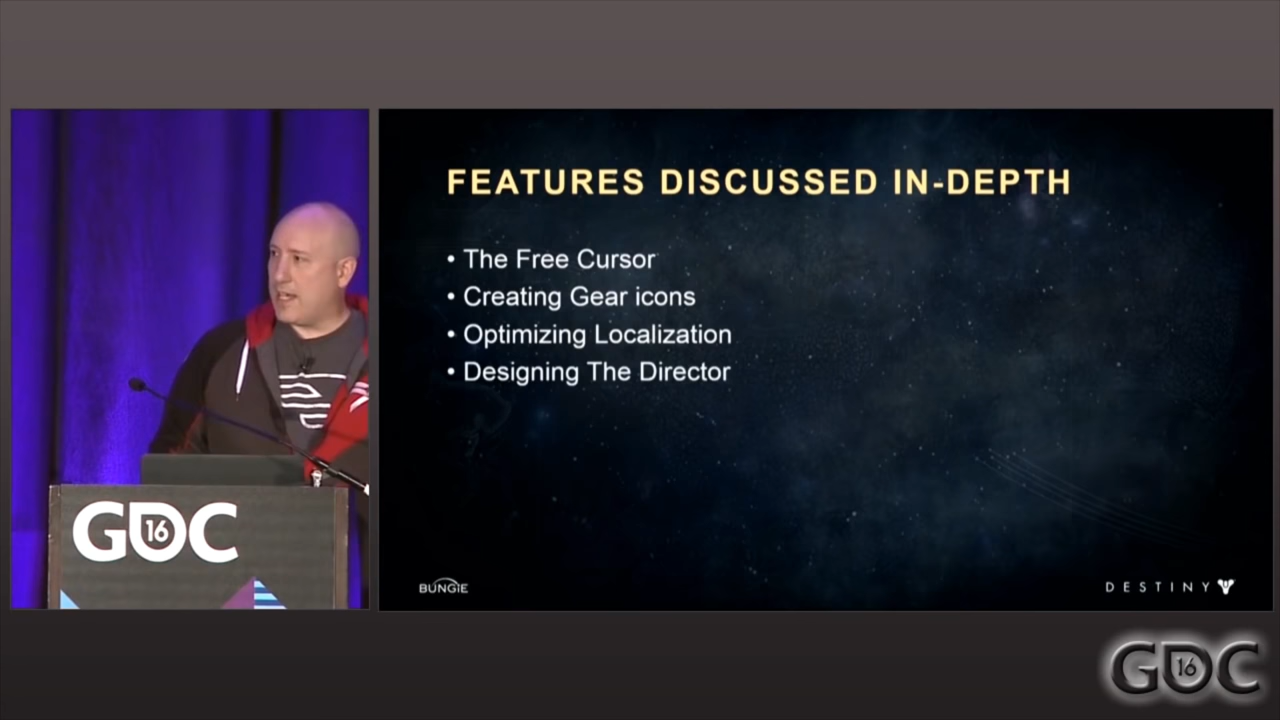 FEATURES DISCUSSED IN-DEPTH
• The Free Cursor
• Creating Gear icons
• Optimizing Localization
• Designing The Director
BUNGIE
DESTINY
GDC
16
GDC
16